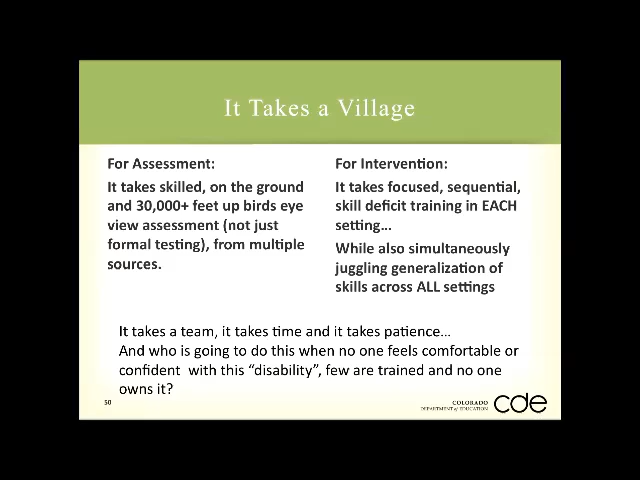 It Takes a Village
For Assessment:
It takes skilled, on the ground
and 30,000+ feet up birds eye
view assessment (not just
formal testing), from multiple
sources.
For Intervention:
It takes focused, sequential,
skill deficit training in EACH
setting...
While also simultaneously
juggling generalization of
skills across ALL settings
It takes a team, it takes time and it takes patience...
And who is going to do this when no one feels comfortable or
confident with this “disability”, few are trained and no one
owns it?
50
COLORADO
DEPARTMENT of EDUCATION
cde